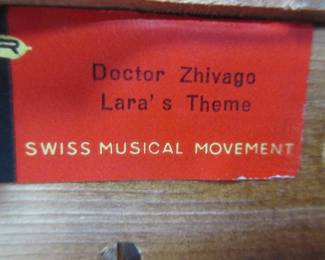 Doctor Zhivago
Lara's Theme
SWISS MUSICAL MOVEMENT